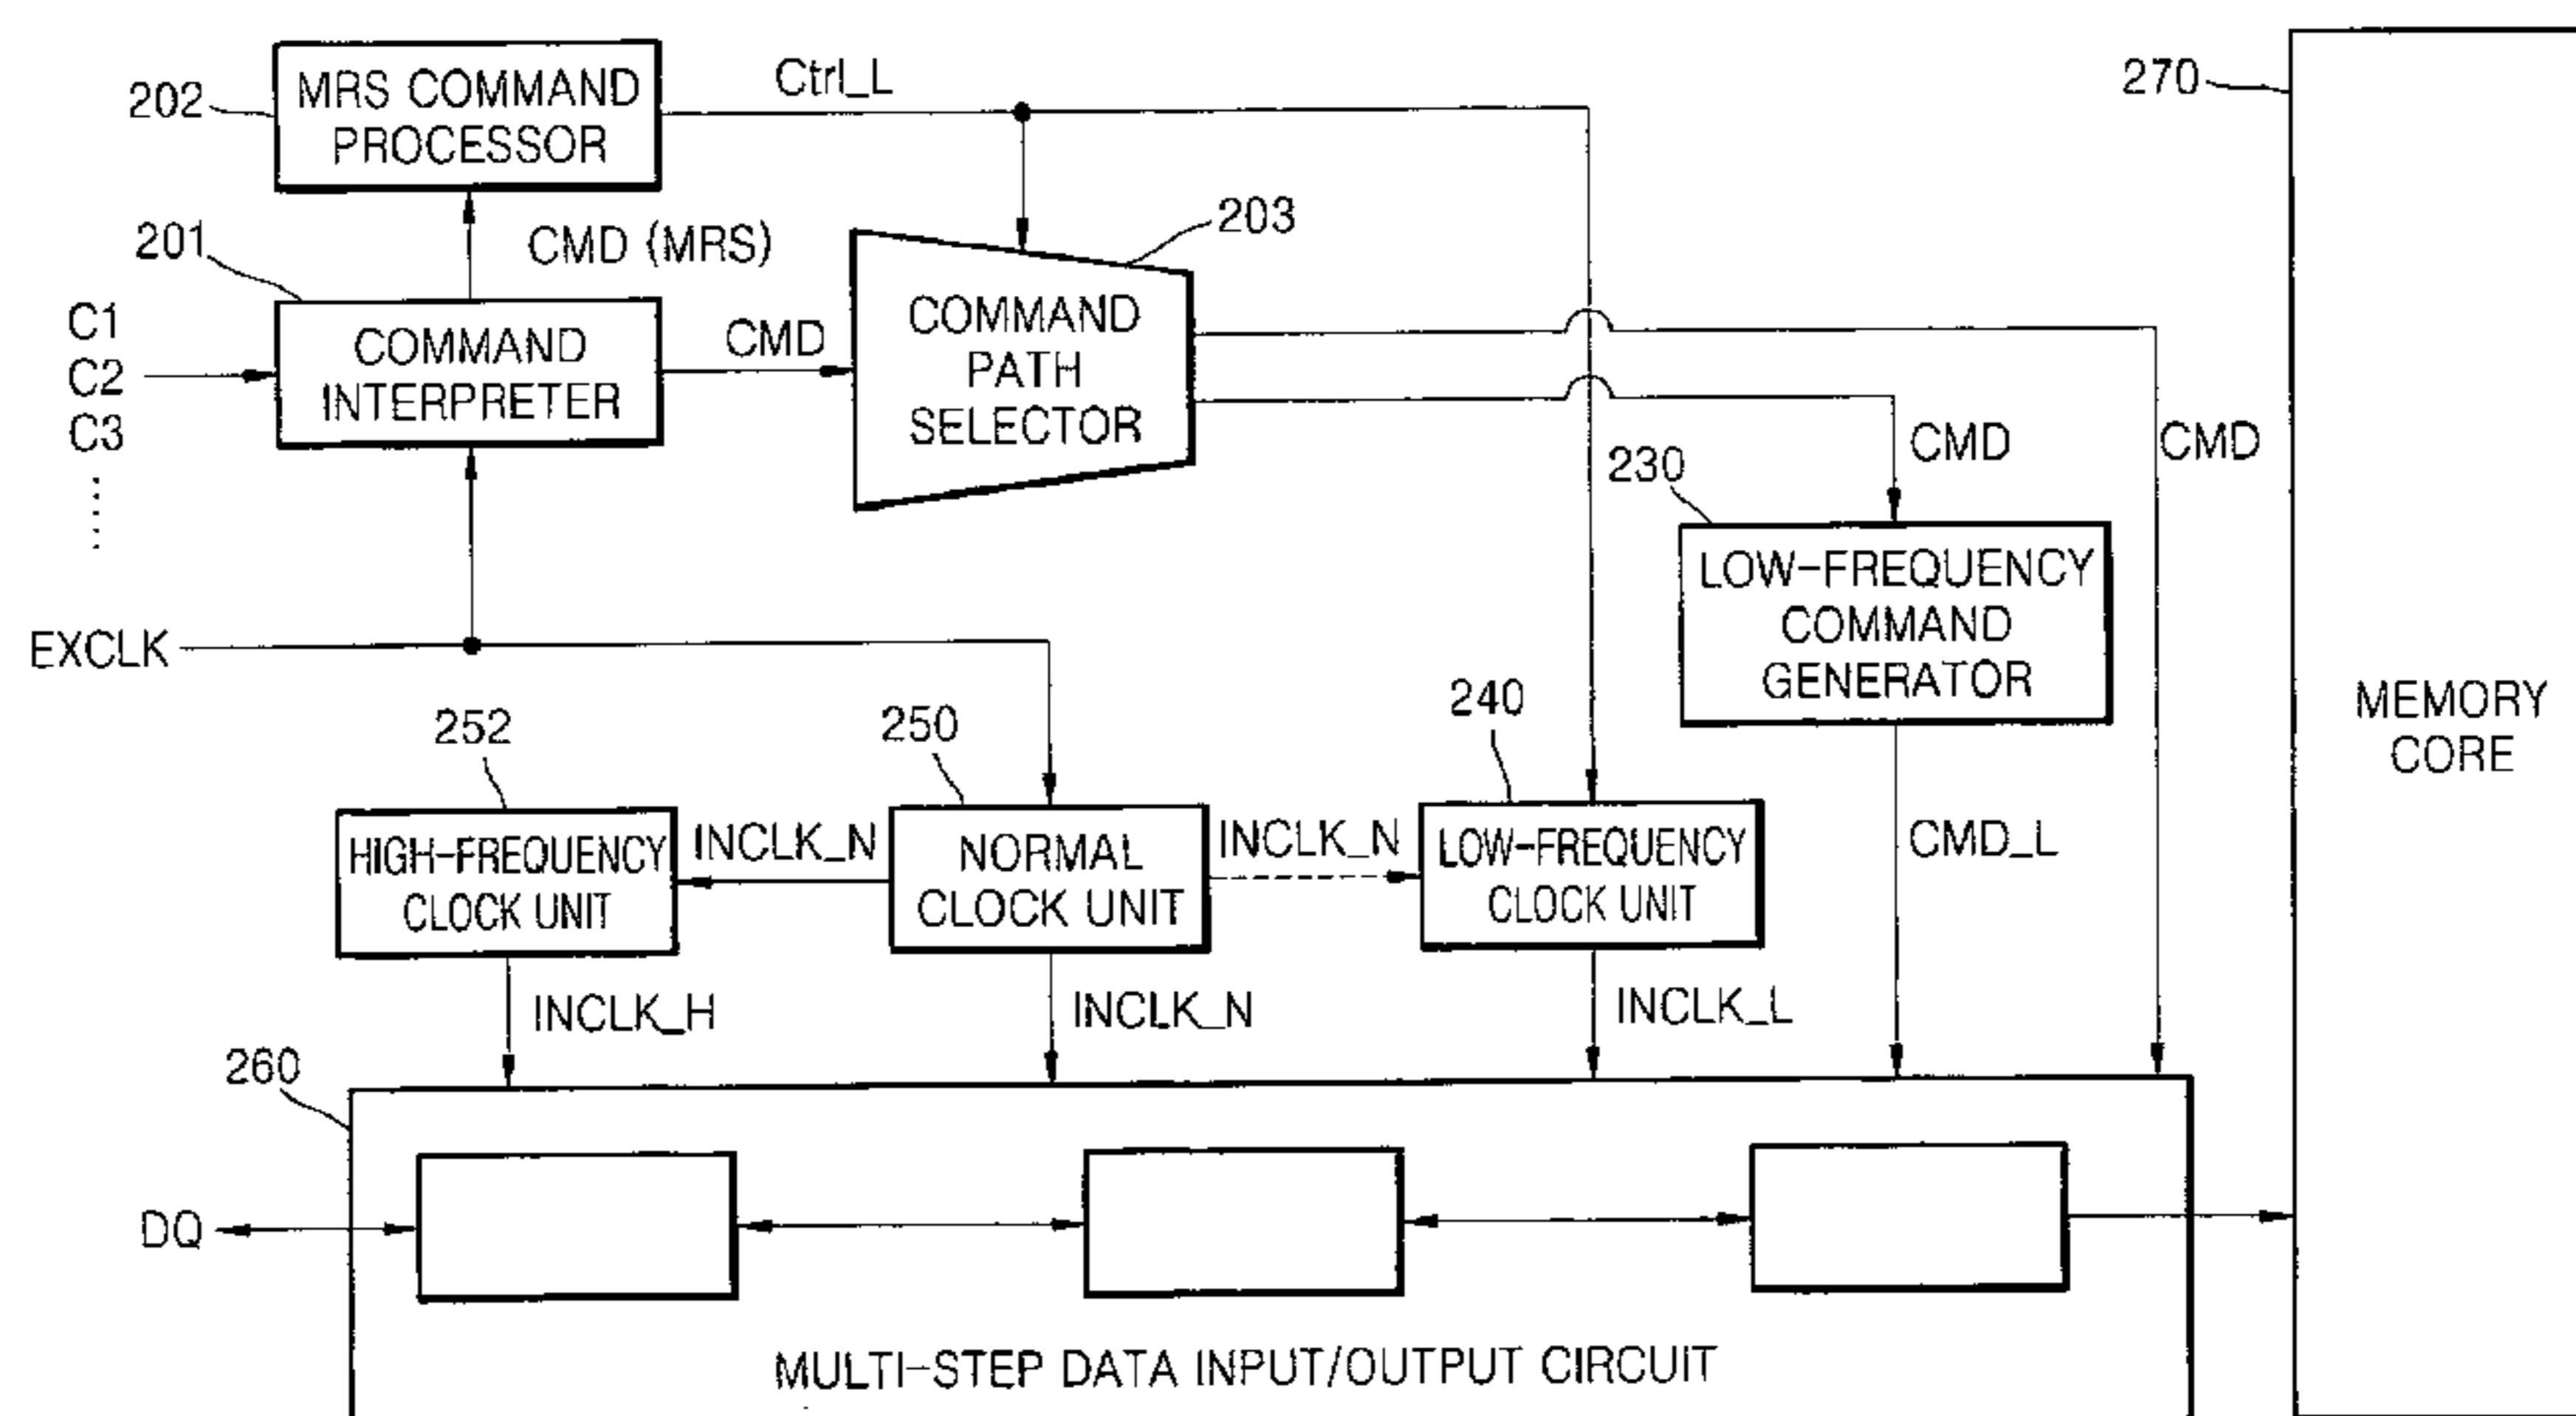 202
MRS COMMAND
PROCESSOR
Ctrl_L
270
201
CMD (MRS)
203
C1
C2
C3
COMMAND
INTERPRETER
CMD
COMMAND
PATH
SELECTOR
CMD
CMD
230
LOW-FREQUENCY
COMMAND
GENERATOR
EXCLK
MEMORY
CORE
252
250
240
HIGH-FREQUENCY
CLOCK UNIT
INCLK_N
NORMAL
CLOCK UNIT
INCLK_N
LOW-FREQUENCY
CLOCK UNIT
CMD_L
INCLK_H
INCLK_N
INCLK_L
260
DQ
MULTI-STEP DATA INPUT/OUTPUT CIRCUIT